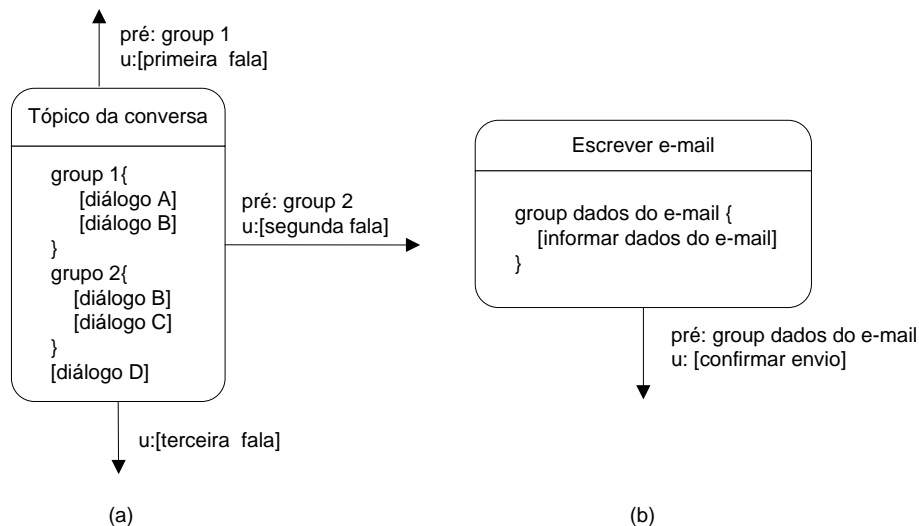 pré: group 1
u:[primeira fala]
Tópico da conversa
group 1{
[diálogo A]
[diálogo B]
}
grupo 2{
[diálogo B]
[diálogo C]
}
[diálogo D]
pré: group 2
u:[segunda fala]
u:[terceira fala]
(a)
Escrever e-mail
group dados do e-mail {
[informar dados do e-mail]
}
pré: group dados do e-mail
u: [confirmar envio]
(b)